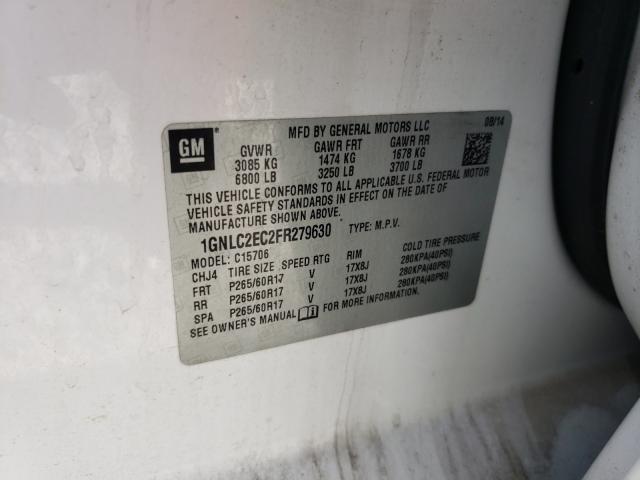 GM
MFD BY GENERAL MOTORS LLC 08/14
GVWR GAWR FRT GAWR RR
3085 KG 1474 KG 1678 KG
6800 LB 3250 LB 3700 LB
THIS VEHICLE CONFORMS TO ALL APPLICABLE U.S. FEDERAL MOTOR
VEHICLE SAFETY STANDARDS IN EFFECT ON THE DATE OF
MANUFACTURE SHOWN ABOVE.
1GNLC2EC2FR279630 TYPE: M.P.V.
MODEL: C15706
CHJ4 TIRE SIZE SPEED RTG RIM COLD TIRE PRESSURE
FRT P265/60R17 V 17X8J 280KPA(40PSI)
RR P265/60R17 V 17X8J 280KPA(40PSI)
SPA P265/60R17 V 17X8J 280KPA(40PSI)
SEE OWNER'S MANUAL FOR MORE INFORMATION.